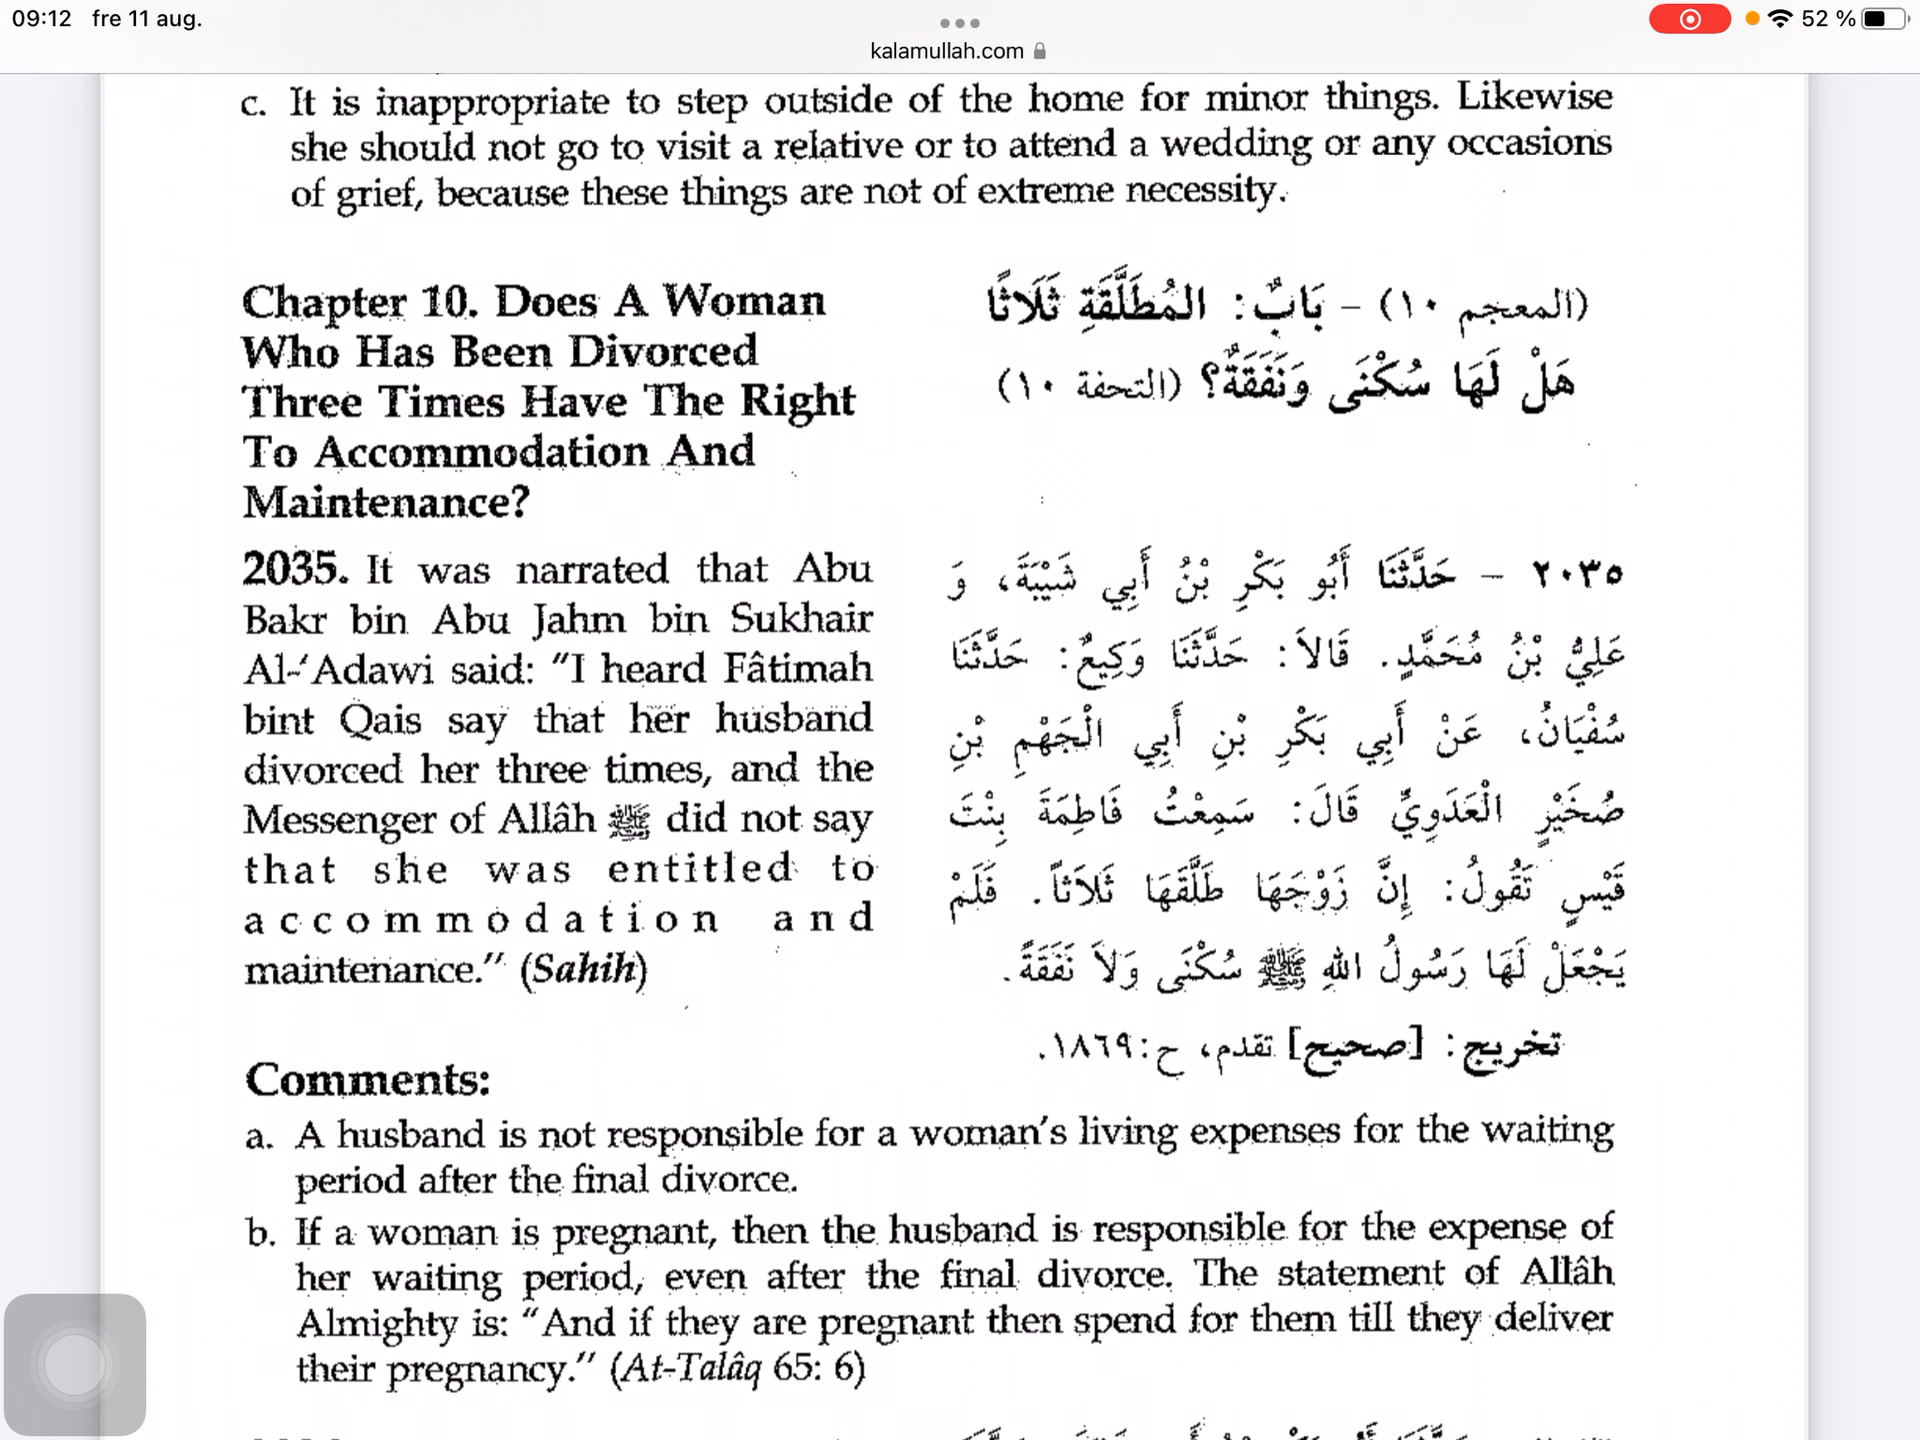 09:12 fre 11 aug.
52 %
kalamullah.com
c. It is inappropriate to step outside of the home for minor things. Likewise
she should not go to visit a relative or to attend a wedding or any occasions
of grief, because these things are not of extreme necessity.
Chapter 10. Does A Woman
Who Has Been Divorced
Three Times Have The Right
To Accommodation And
Maintenance?
(المعجم ١٠) - بَابٌ: المُطَلَّقَةِ ثَلَاثًا
هَلْ لَهَا سُكْنَى وَنَفَقَةٌ؟ (التحفة ١٠)
2035. It was narrated that Abu
Bakr bin Abu Jahm bin Sukhair
Al-‘Adawi said: “I heard Fâtimah
bint Qais say that her husband
divorced her three times, and the
Messenger of Allâh ﷺ did not say
that she was entitled to
accommodation and
maintenance.” (Sahih)
٢٠٣٥ - حَدَّثَنَا أَبُو بَكْرِ بْنُ أَبِي شَيْبَةَ، وَ
عَلِيُّ بْنُ مُحَمَّدٍ. قَالاَ: حَدَّثَنَا وَكِيعٌ: حَدَّثَنَا
سُفْيَانُ، عَنْ أَبِي بَكْرِ بْنِ أَبِي الْجَهْمِ بْنِ
صُخَيْرٍ الْعَدَوِيِّ قَالَ: سَمِعْتُ فَاطِمَةَ بِنْتَ
قَيْسٍ تَقُولُ: إِنَّ زَوْجَهَا طَلَّقَهَا ثَلاَثاً. فَلَمْ
يَجْعَلْ لَهَا رَسُولُ اللهِ ﷺ سُكْنَى وَلاَ نَفَقَةً.
تخريج: [صحيح] تقدم، ح:١٨٦٩.
Comments:
a. A husband is not responsible for a woman’s living expenses for the waiting
period after the final divorce.
b. If a woman is pregnant, then the husband is responsible for the expense of
her waiting period, even after the final divorce. The statement of Allâh
Almighty is: “And if they are pregnant then spend for them till they deliver
their pregnancy.” (At-Talâq 65: 6)